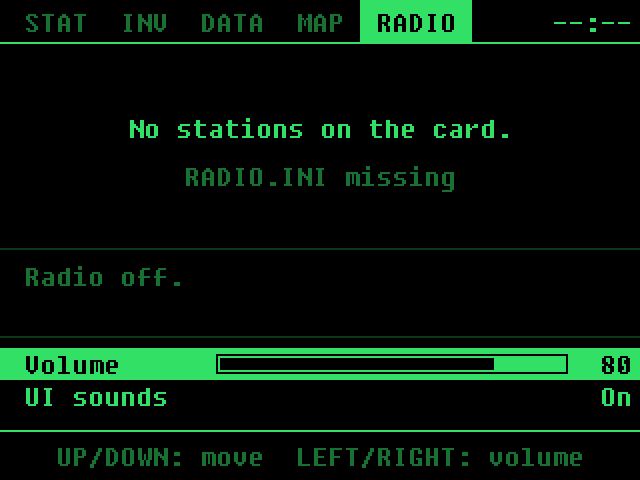 STAT INV DATA MAP RADIO --:--
No stations on the card.
RADIO.INI missing
Radio off.
Volume 80
UI sounds On
UP/DOWN: move LEFT/RIGHT: volume